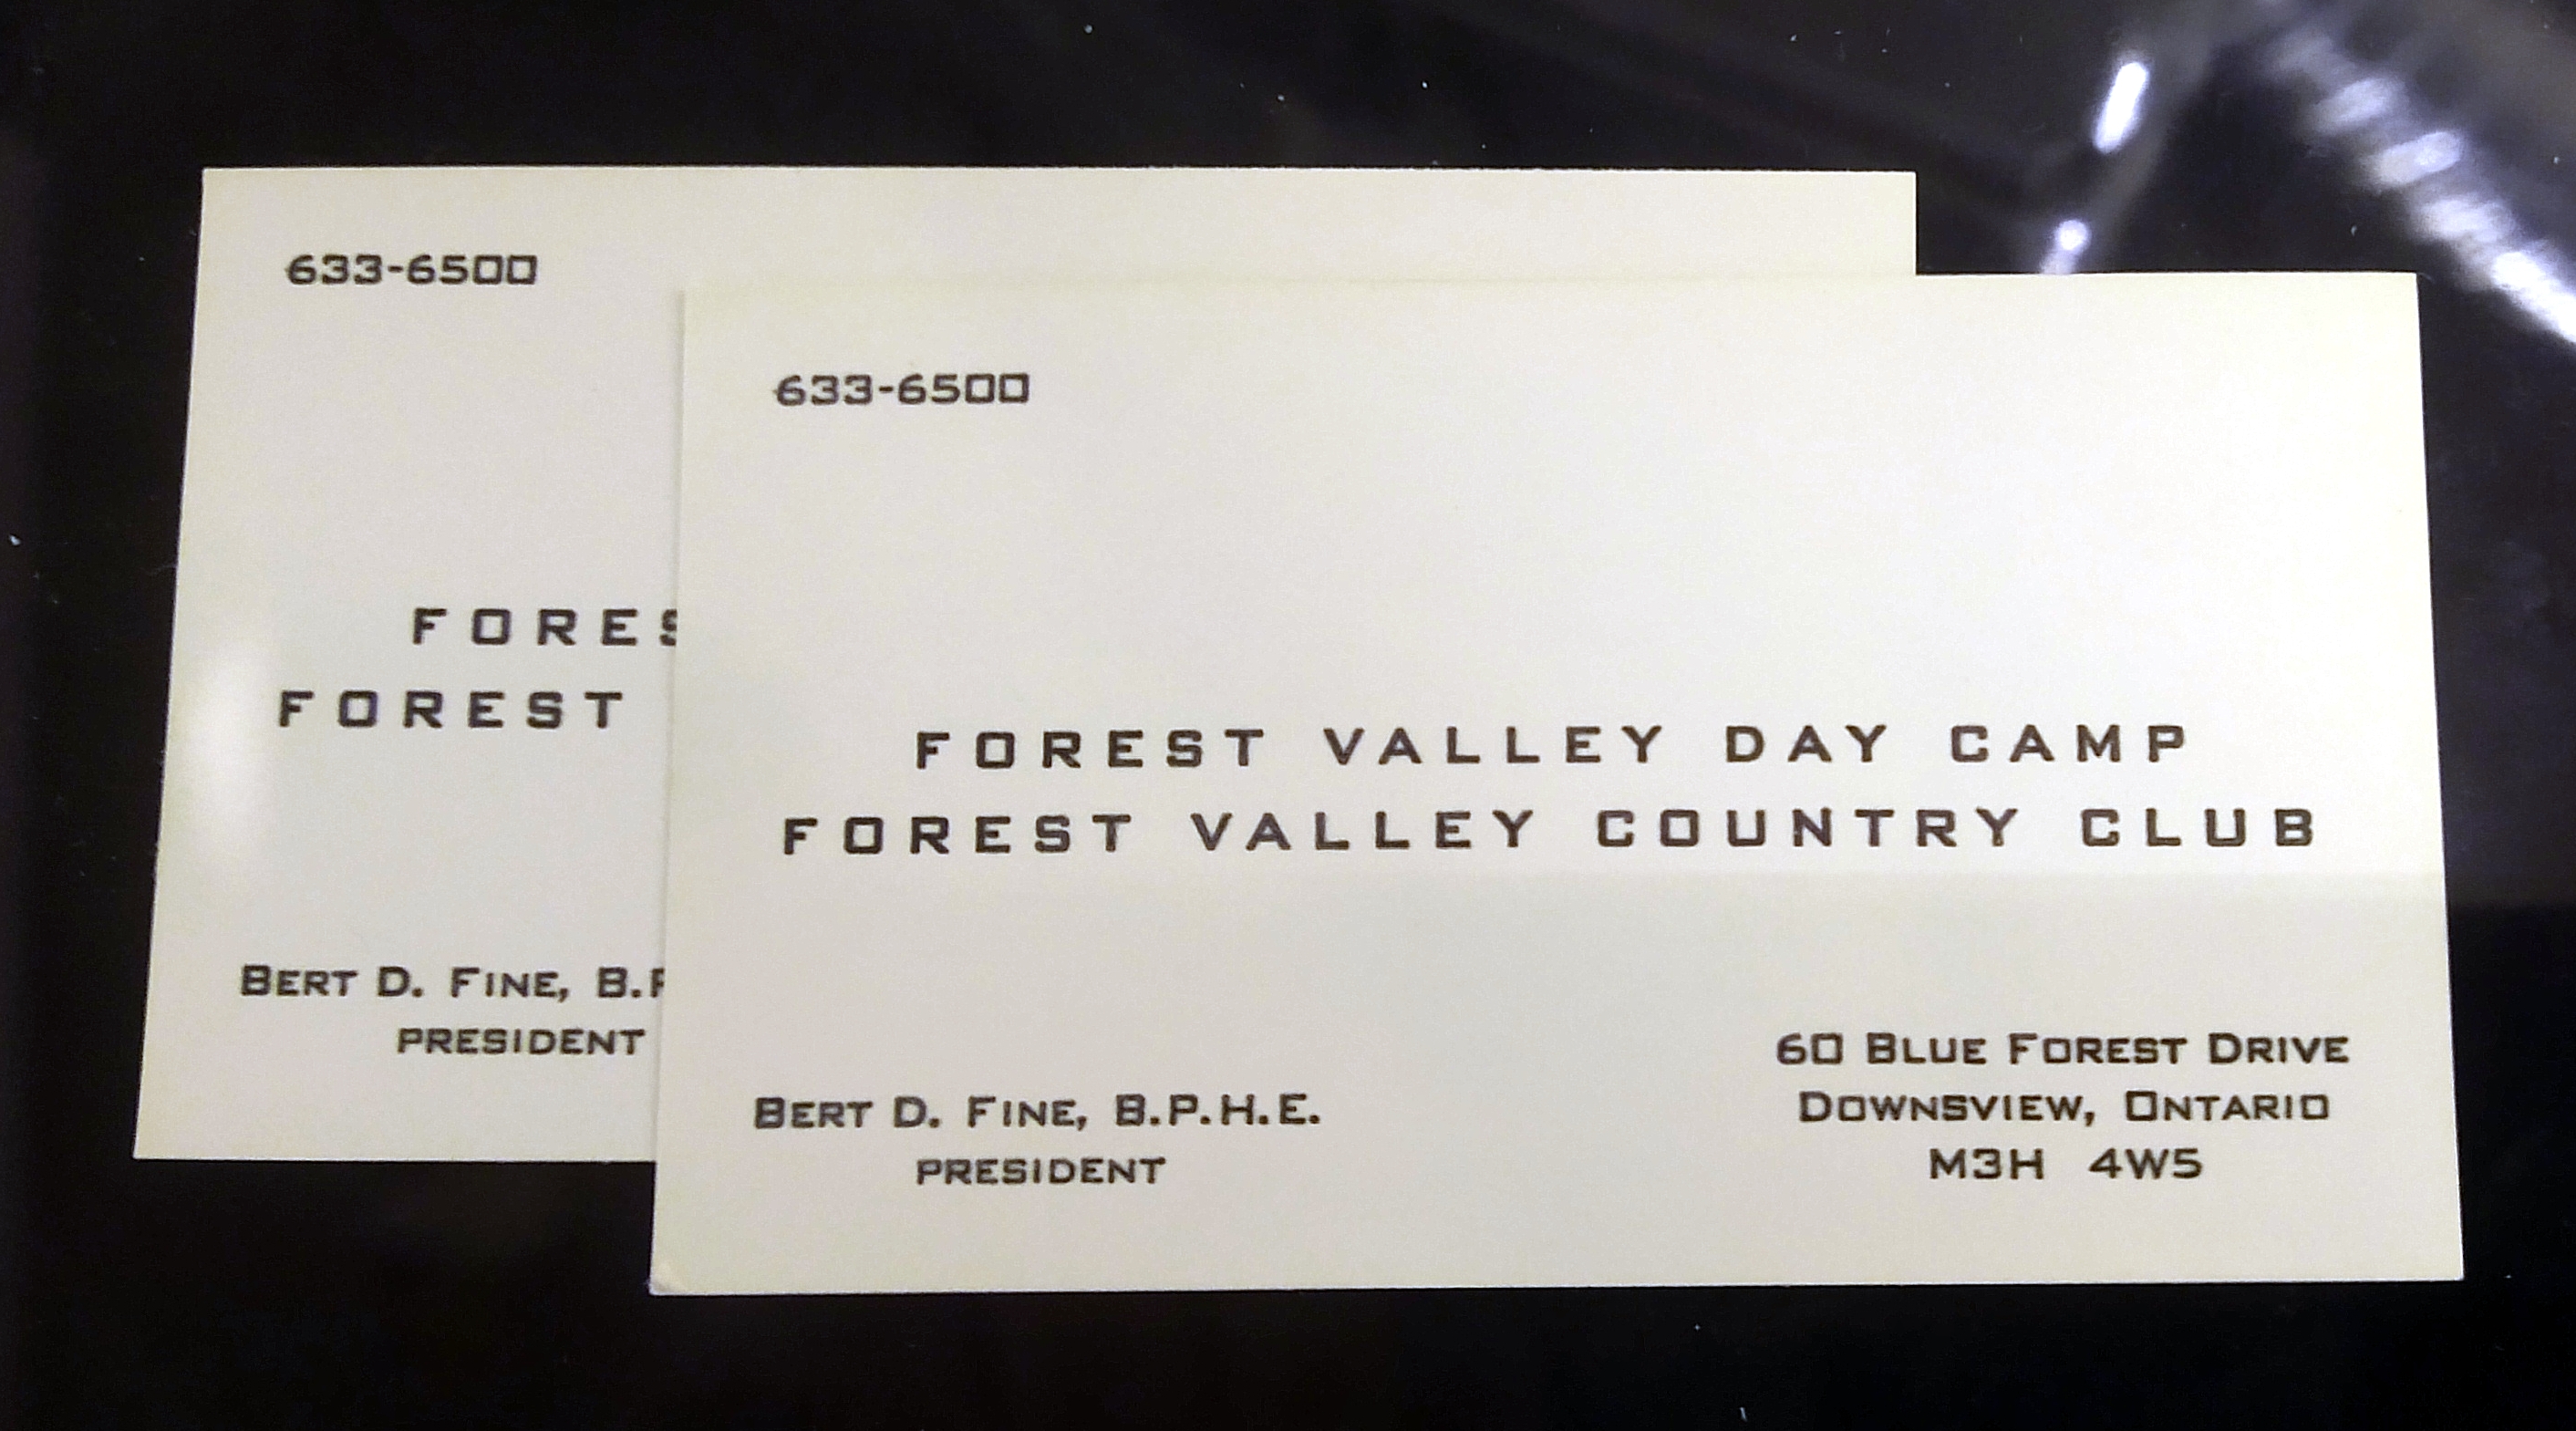 633-6500
FORES
FOREST
BERT D. FINE, B.P
PRESIDENT
633-6500
FOREST VALLEY DAY CAMP
FOREST VALLEY COUNTRY CLUB
BERT D. FINE, B.P.H.E.
PRESIDENT
60 BLUE FOREST DRIVE
DOWNSVIEW, ONTARIO
M3H 4W5